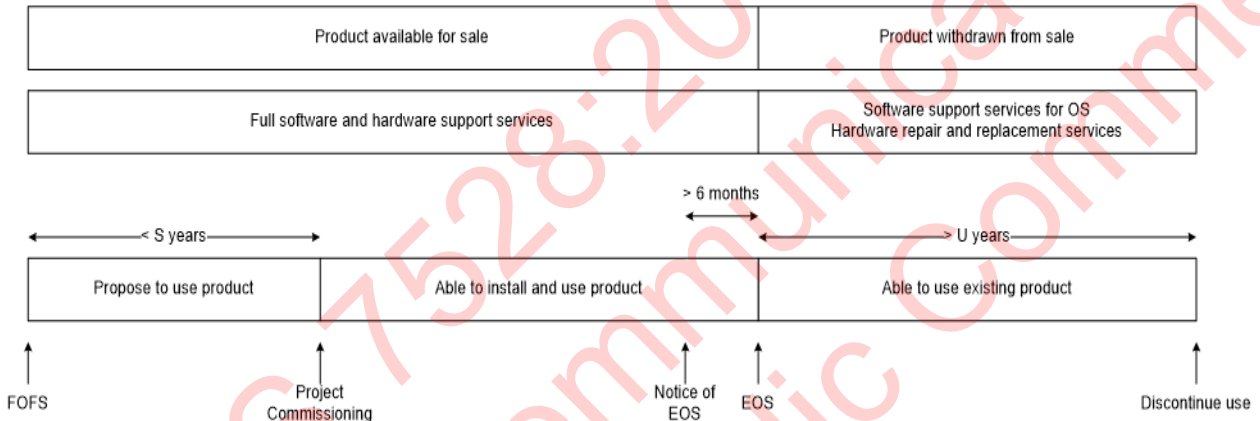 Product available for sale
Product withdrawn from sale
Full software and hardware support services
Software support services for OS
Hardware repair and replacement services
> 6 months
< S years
> U years
Propose to use product
Able to install and use product
Able to use existing product
FOFS
Project
Commissioning
Notice of
EOS
EOS
Discontinue use
7528:20